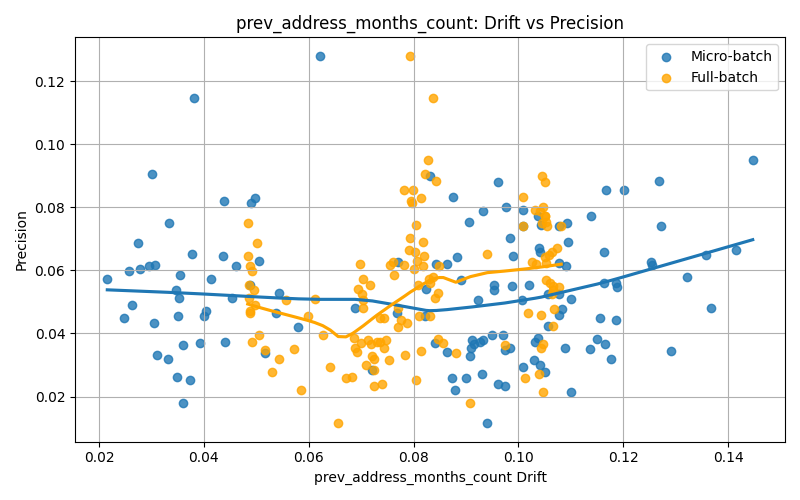 prev_address_months_count: Drift vs Precision
Micro-batch
Full-batch
Precision
0.12
0.10
0.08
0.06
0.04
0.02
0.02 0.04 0.06 0.08 0.10 0.12 0.14
prev_address_months_count Drift